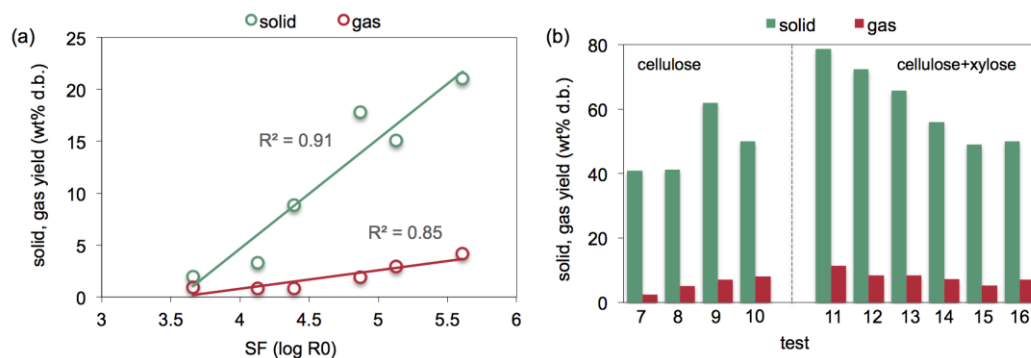 (a)
solid gas
solid, gas yield (wt% d.b.)
25
20
15
10
5
0
R² = 0.91
R² = 0.85
3 3.5 4 4.5 5 5.5 6
SF (log R0)
(b)
solid gas
solid, gas yield (wt% d.b.)
80
60
40
20
0
cellulose cellulose+xylose
7 8 9 10 11 12 13 14 15 16
test